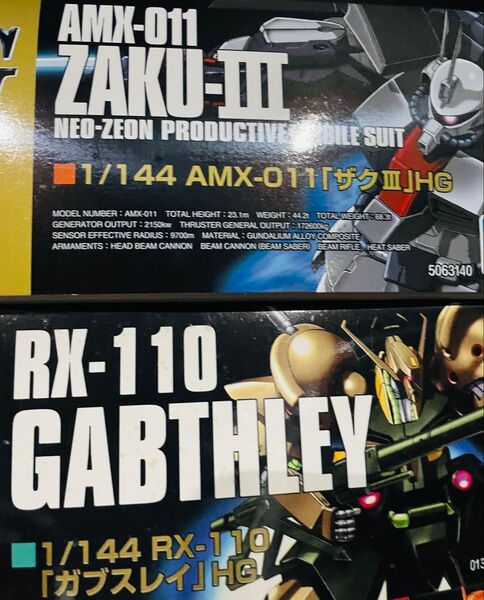 AMX-011
ZAKU-III
NEO-ZEON PRODUCTIVE MOBILE SUIT
1/144 AMX-011「ザクⅢ」HG
MODEL NUMBER : AMX-011 TOTAL HEIGHT : 23.1m WEIGHT : 44.2t TOTAL WEIGHT : 68.3t
GENERATOR OUTPUT : 2150kw THRUSTER GENERAL OUTPUT : 172600kg
SENSOR EFFECTIVE RADIUS : 9700m MATERIAL : GUNDALIUM ALLOY COMPOSITE
ARMAMENTS : HEAD BEAM CANNON BEAM CANNON (BEAM SABER) BEAM RIFLE HEAT SABER
5063140
RX-110
GABTHLEY
1/144 RX-110
「ガブスレイ」HG
013